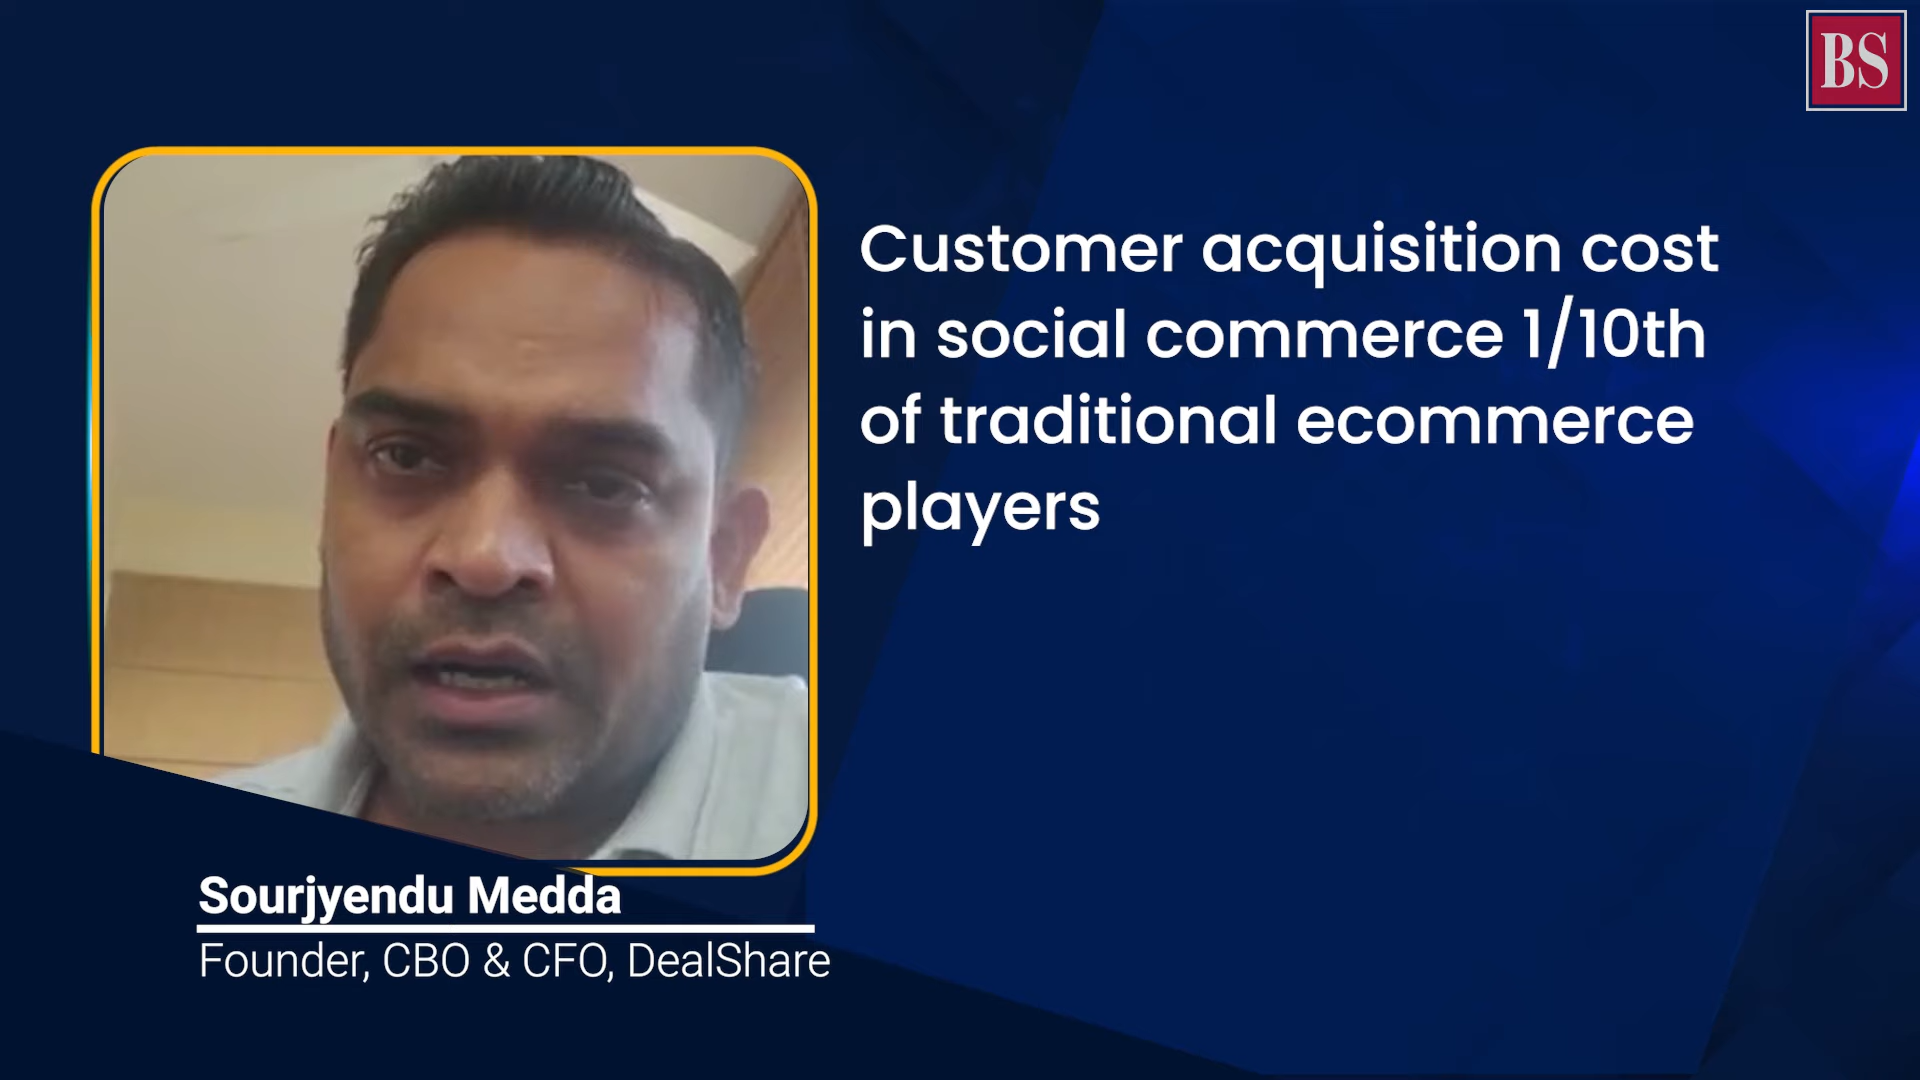 BS
Customer acquisition cost
in social commerce 1/10th
of traditional ecommerce
players
Sourjyendu Medda
Founder, CBO & CFO, DealShare